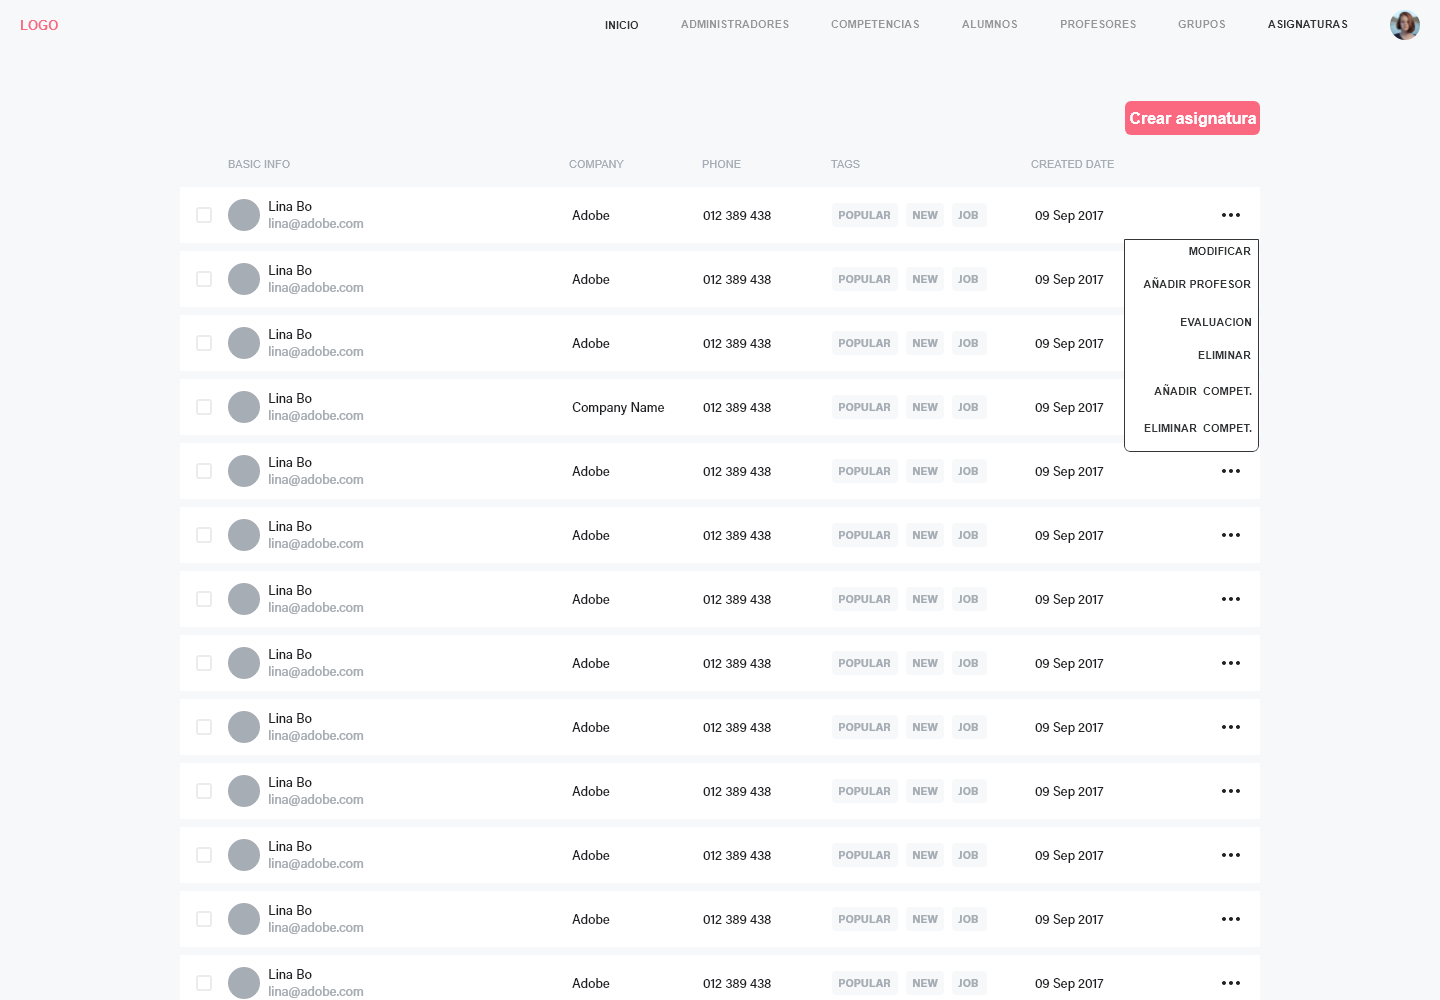 LOGO INICIO ADMINISTRADORES COMPETENCIAS ALUMNOS PROFESORES GRUPOS ASIGNATURAS
Crear asignatura
BASIC INFO COMPANY PHONE TAGS CREATED DATE
Lina Bo
lina@adobe.com
Adobe 012 389 438 POPULAR NEW JOB 09 Sep 2017
MODIFICAR
AÑADIR PROFESOR
EVALUACION
ELIMINAR
AÑADIR COMPET.
ELIMINAR COMPET.
Lina Bo
lina@adobe.com
Adobe 012 389 438 POPULAR NEW JOB 09 Sep 2017
Lina Bo
lina@adobe.com
Adobe 012 389 438 POPULAR NEW JOB 09 Sep 2017
Lina Bo
lina@adobe.com
Company Name 012 389 438 POPULAR NEW JOB 09 Sep 2017
Lina Bo
lina@adobe.com
Adobe 012 389 438 POPULAR NEW JOB 09 Sep 2017
Lina Bo
lina@adobe.com
Adobe 012 389 438 POPULAR NEW JOB 09 Sep 2017
Lina Bo
lina@adobe.com
Adobe 012 389 438 POPULAR NEW JOB 09 Sep 2017
Lina Bo
lina@adobe.com
Adobe 012 389 438 POPULAR NEW JOB 09 Sep 2017
Lina Bo
lina@adobe.com
Adobe 012 389 438 POPULAR NEW JOB 09 Sep 2017
Lina Bo
lina@adobe.com
Adobe 012 389 438 POPULAR NEW JOB 09 Sep 2017
Lina Bo
lina@adobe.com
Adobe 012 389 438 POPULAR NEW JOB 09 Sep 2017
Lina Bo
lina@adobe.com
Adobe 012 389 438 POPULAR NEW JOB 09 Sep 2017
Lina Bo
lina@adobe.com
Adobe 012 389 438 POPULAR NEW JOB 09 Sep 2017